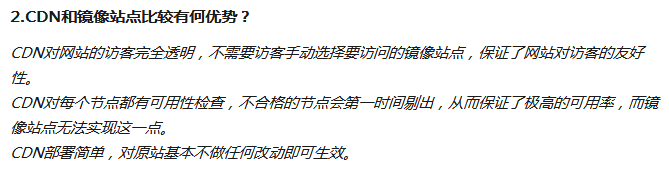 2.CDN和镜像站点比较有何优势？
CDN对网站的访客完全透明，不需要访客手动选择要访问的镜像站点，保证了网站对访客的友好
性。
CDN对每个节点都有可用性检查，不合格的节点会第一时间剔出，从而保证了极高的可用率，而镜
像站点无法实现这一点。
CDN部署简单，对原站基本不做任何改动即可生效。